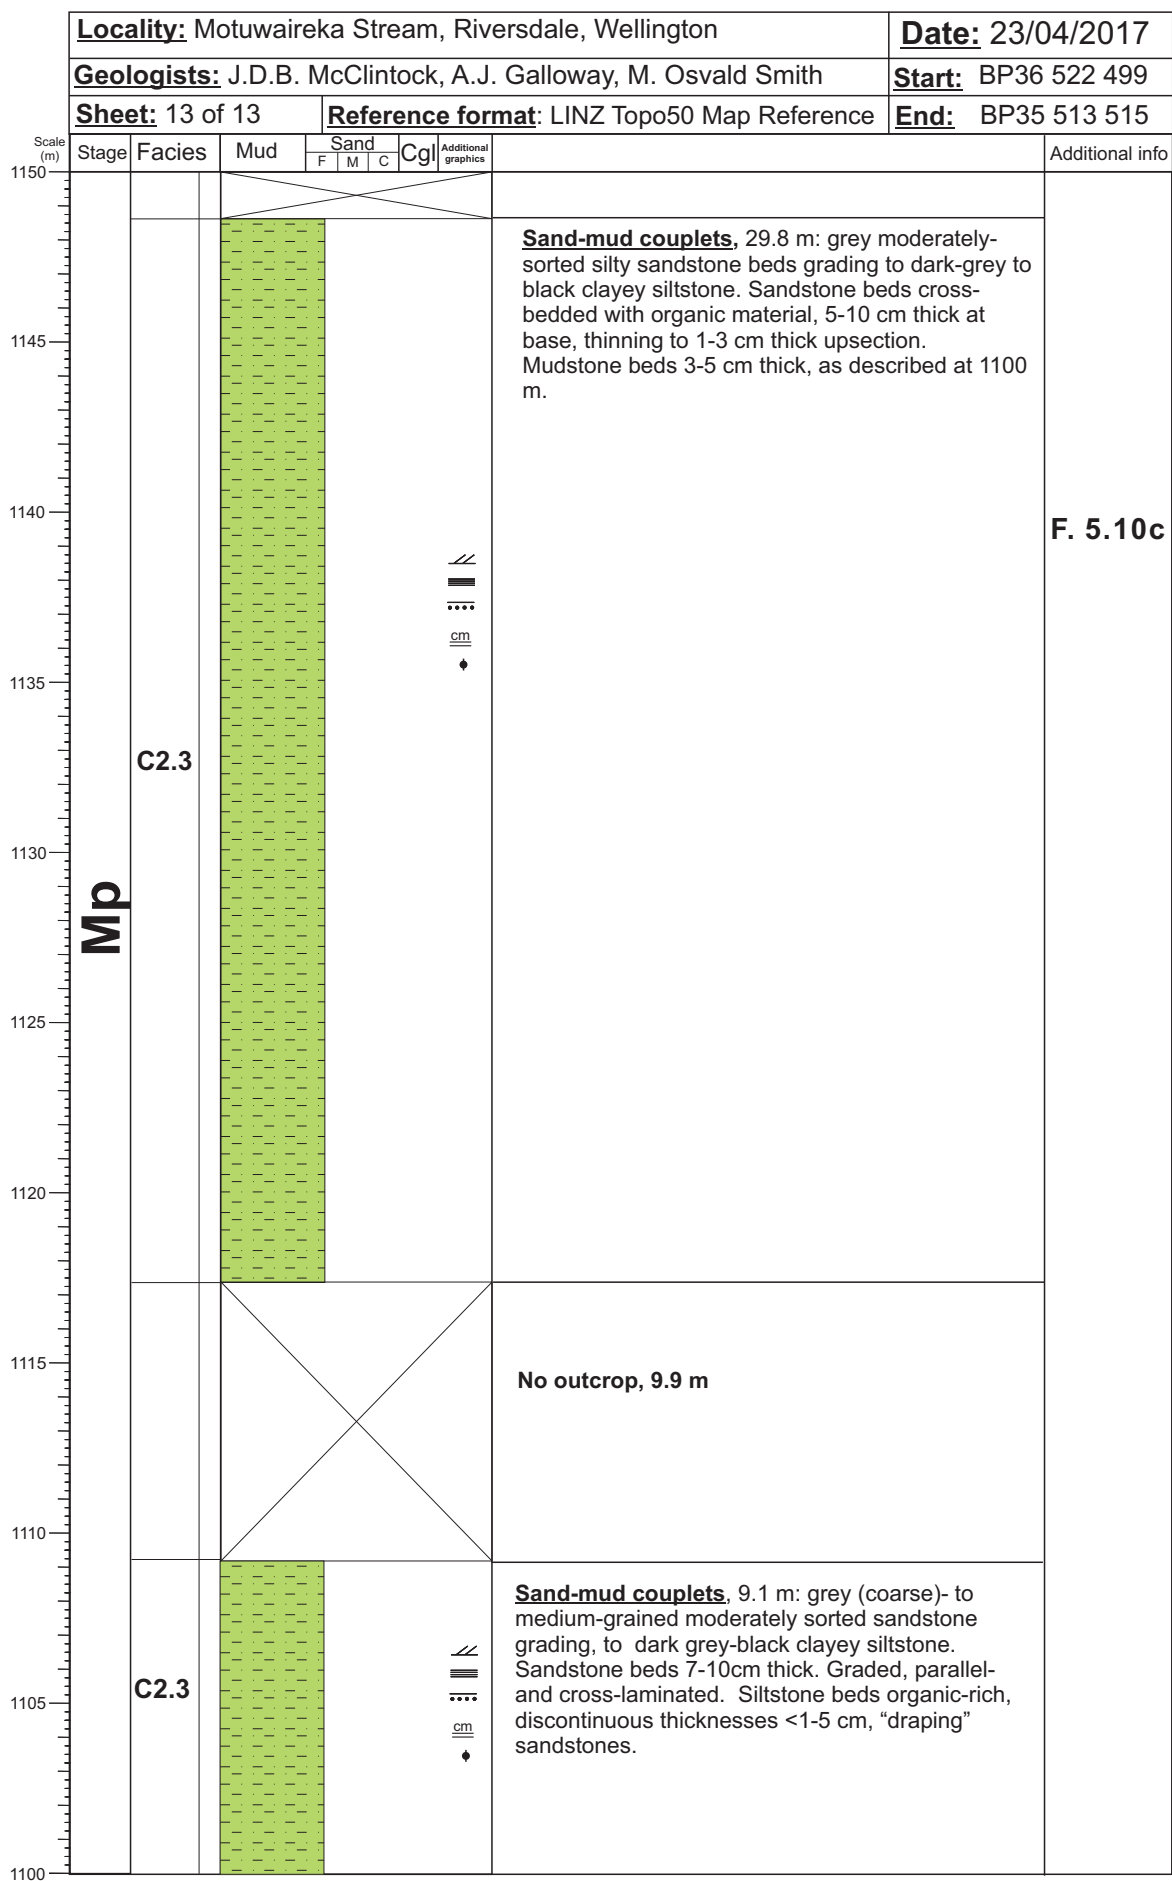 Locality: Motuwaireka Stream, Riversdale, Wellington
Date: 23/04/2017
Geologists: J.D.B. McClintock, A.J. Galloway, M. Osvald Smith
Start: BP36 522 499
Sheet: 13 of 13
Reference format: LINZ Topo50 Map Reference
End: BP35 513 515
Scale
(m)
Stage
Facies
Mud
Sand
F M C
Cgl
Additional
graphics
Additional info
1150
Sand-mud couplets, 29.8 m: grey moderately-
sorted silty sandstone beds grading to dark-grey to
black clayey siltstone. Sandstone beds cross-
bedded with organic material, 5-10 cm thick at
base, thinning to 1-3 cm thick upsection.
Mudstone beds 3-5 cm thick, as described at 1100
m.
1145
1140
F. 5.10c
cm
1135
C2.3
1130
Mp
1125
1120
1115
No outcrop, 9.9 m
1110
Sand-mud couplets, 9.1 m: grey (coarse)- to
medium-grained moderately sorted sandstone
grading, to dark grey-black clayey siltstone.
Sandstone beds 7-10cm thick. Graded, parallel-
and cross-laminated. Siltstone beds organic-rich,
discontinuous thicknesses <1-5 cm, “draping”
sandstones.
C2.3
1105
cm
1100